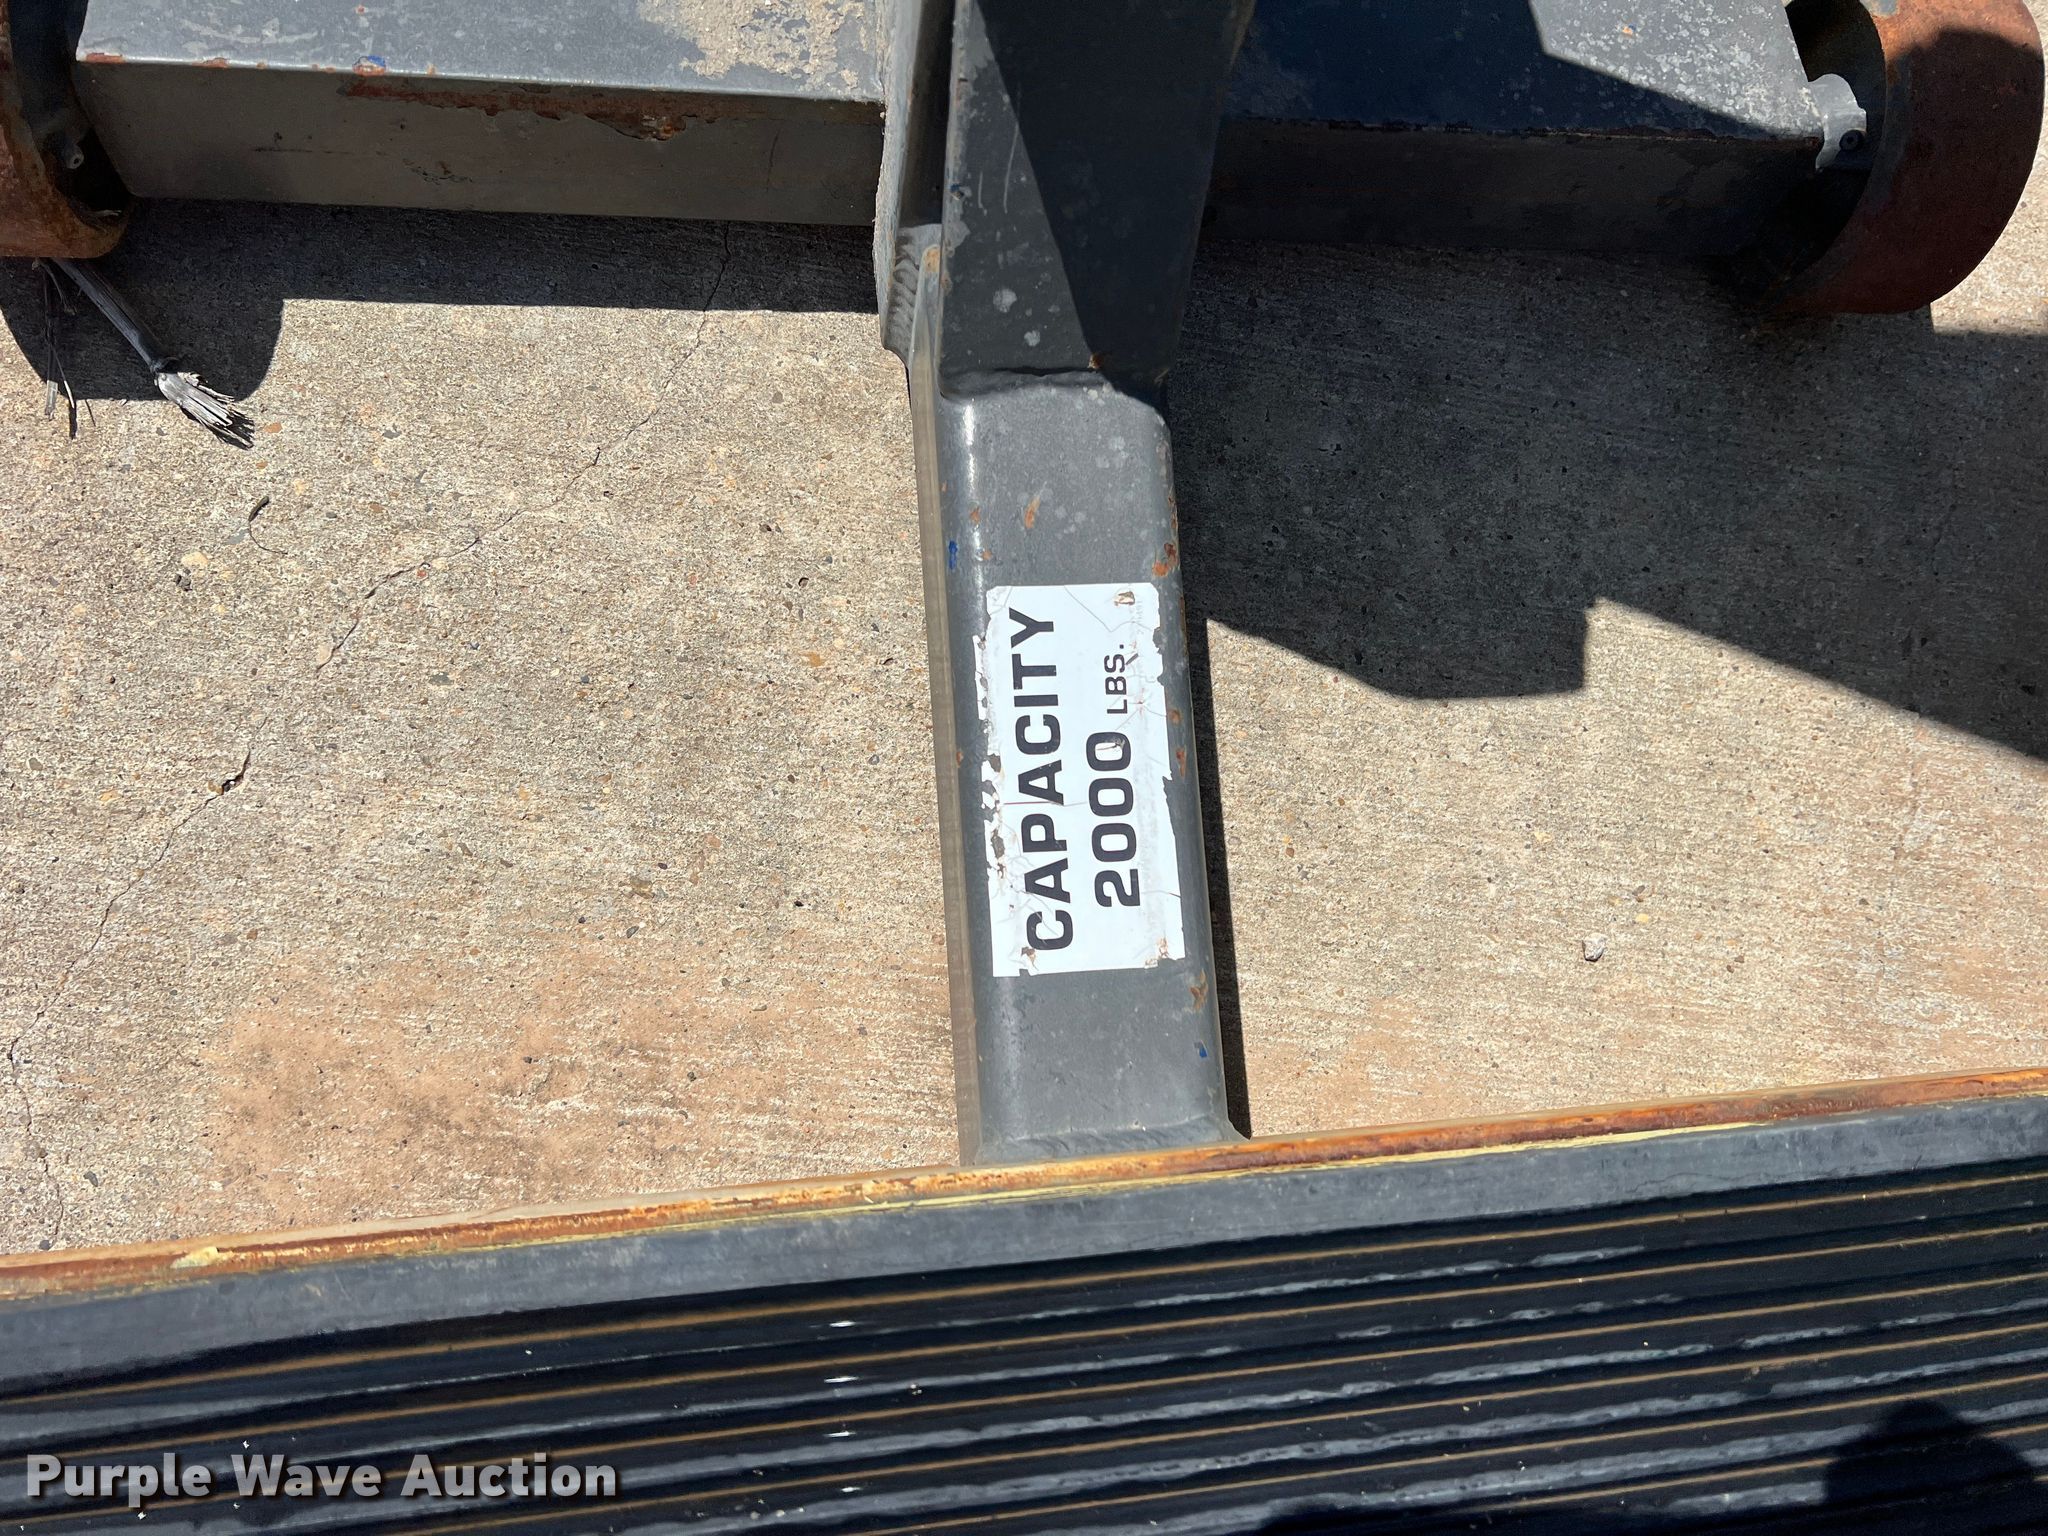 CAPACITY
2000 LBS.
Purple Wave Auction